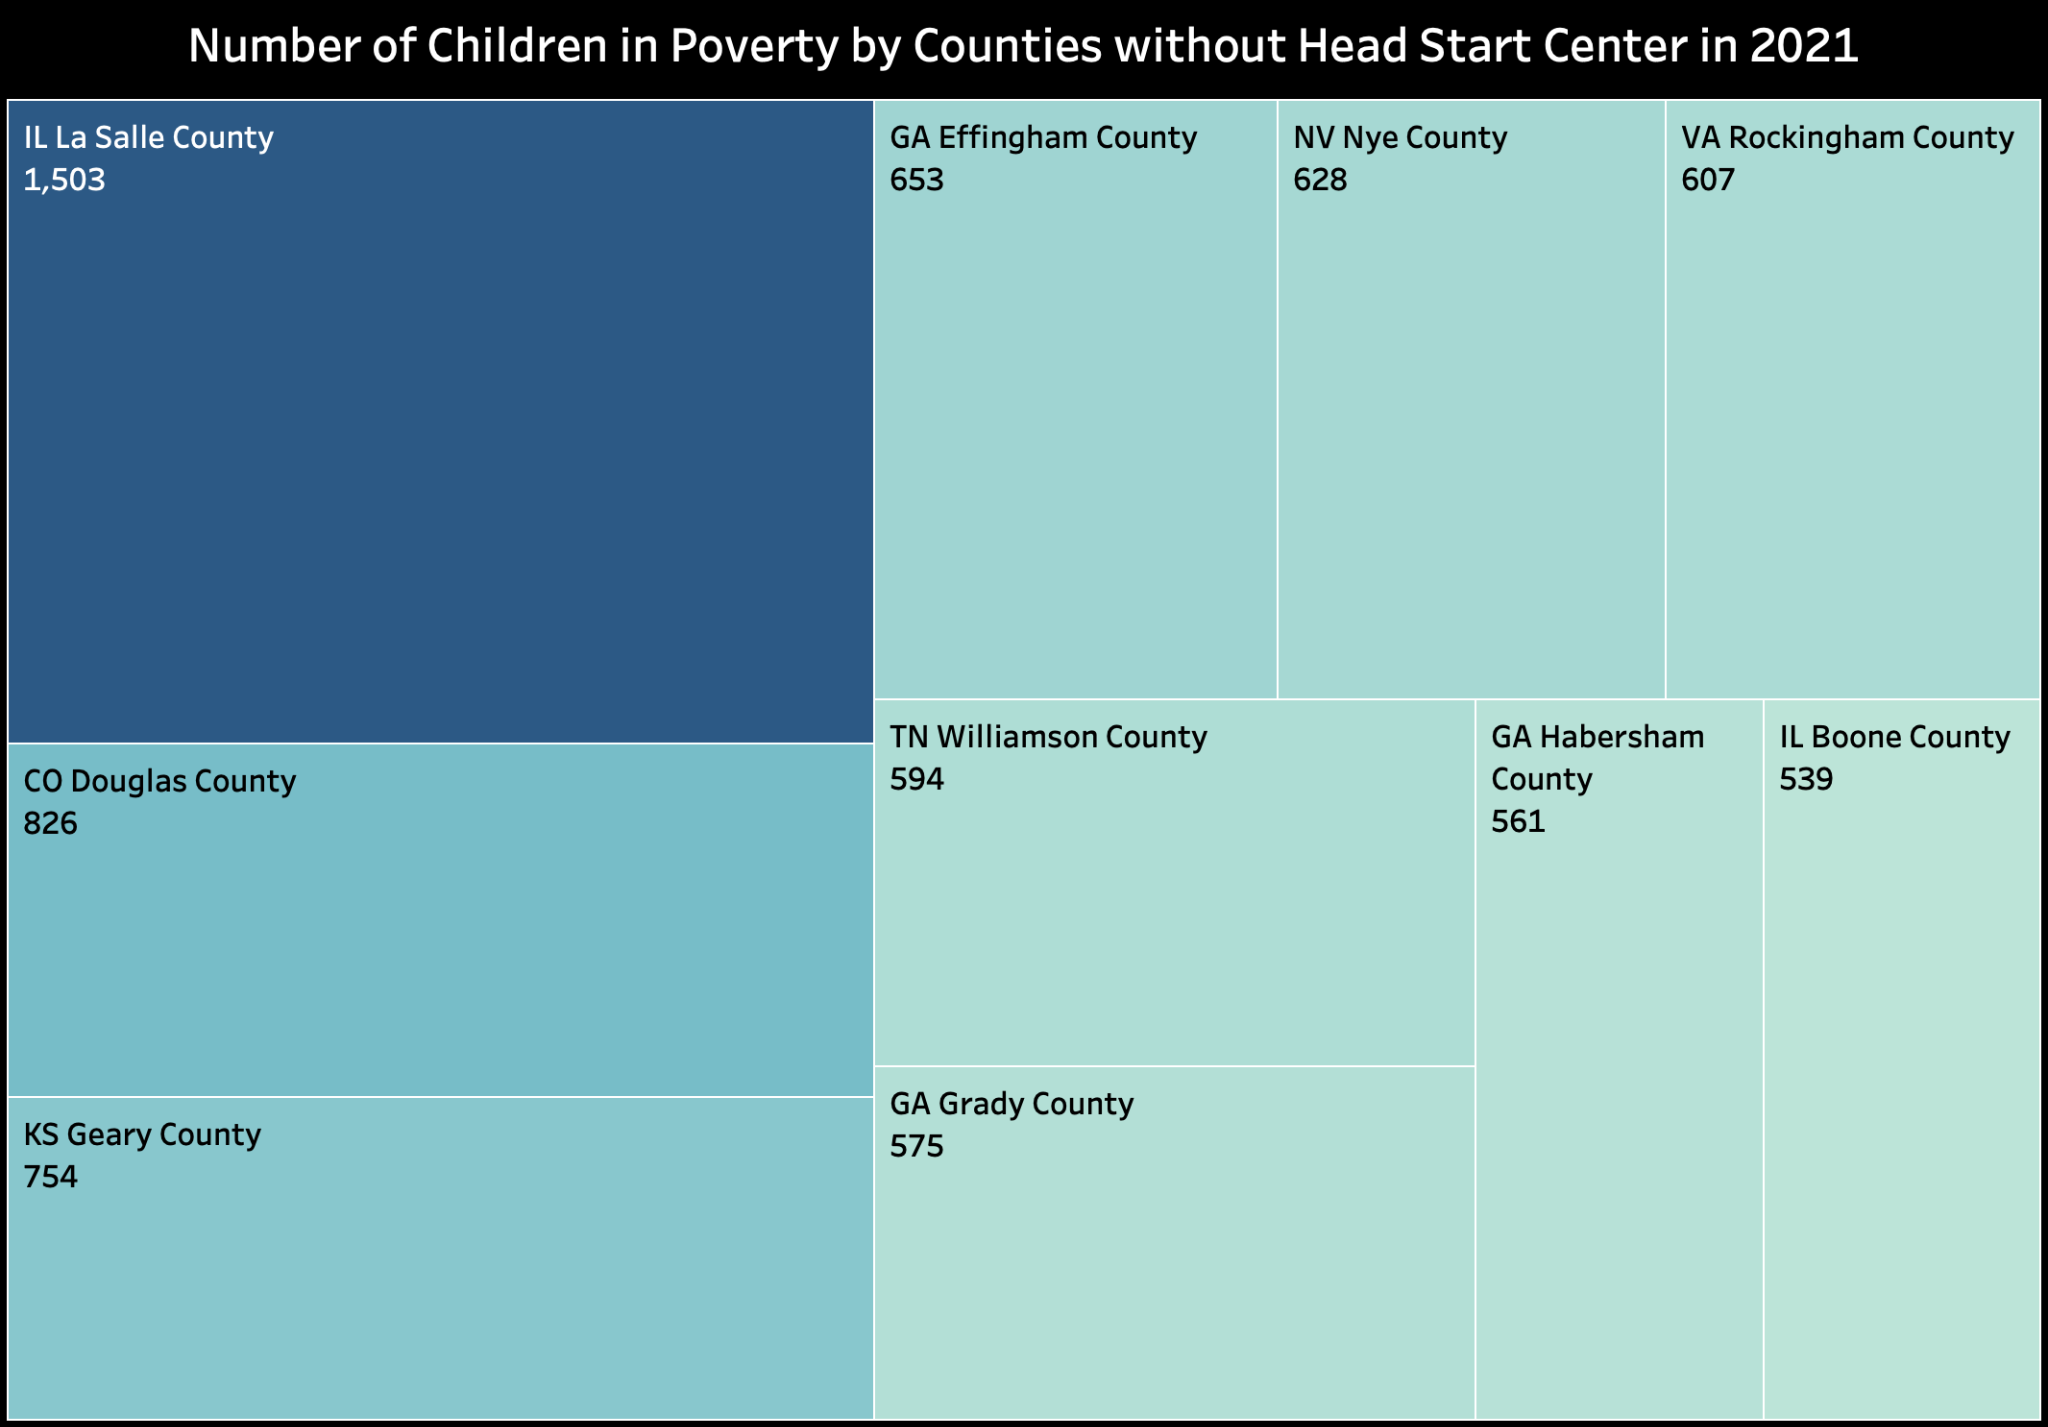 Number of Children in Poverty by Counties without Head Start Center in 2021
IL La Salle County
1,503
CO Douglas County
826
KS Geary County
754
GA Effingham County
653
NV Nye County
628
VA Rockingham County
607
TN Williamson County
594
GA Grady County
575
GA Habersham
County
561
IL Boone County
539